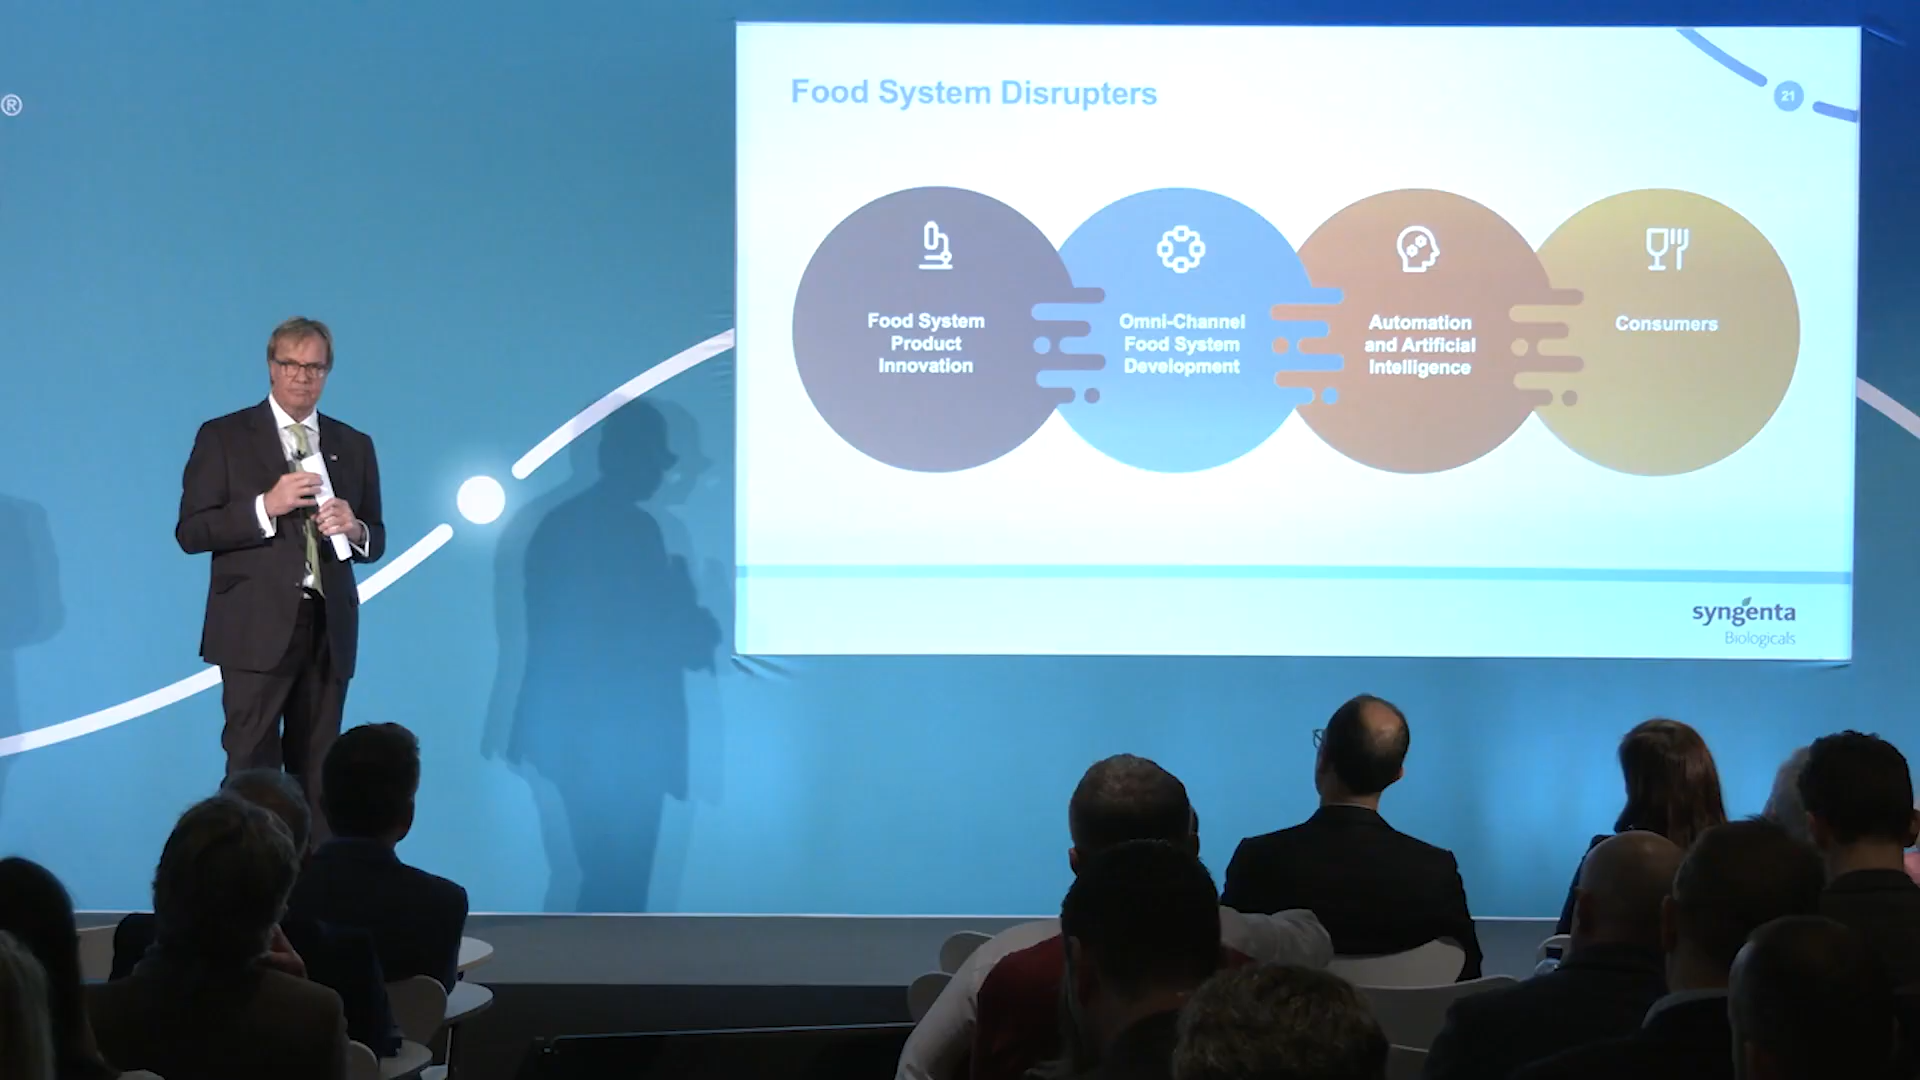 ®
Food System Disrupters
21
Food System
Product
Innovation
Omni-Channel
Food System
Development
Automation
and Artificial
Intelligence
Consumers
syngenta
Biologicals